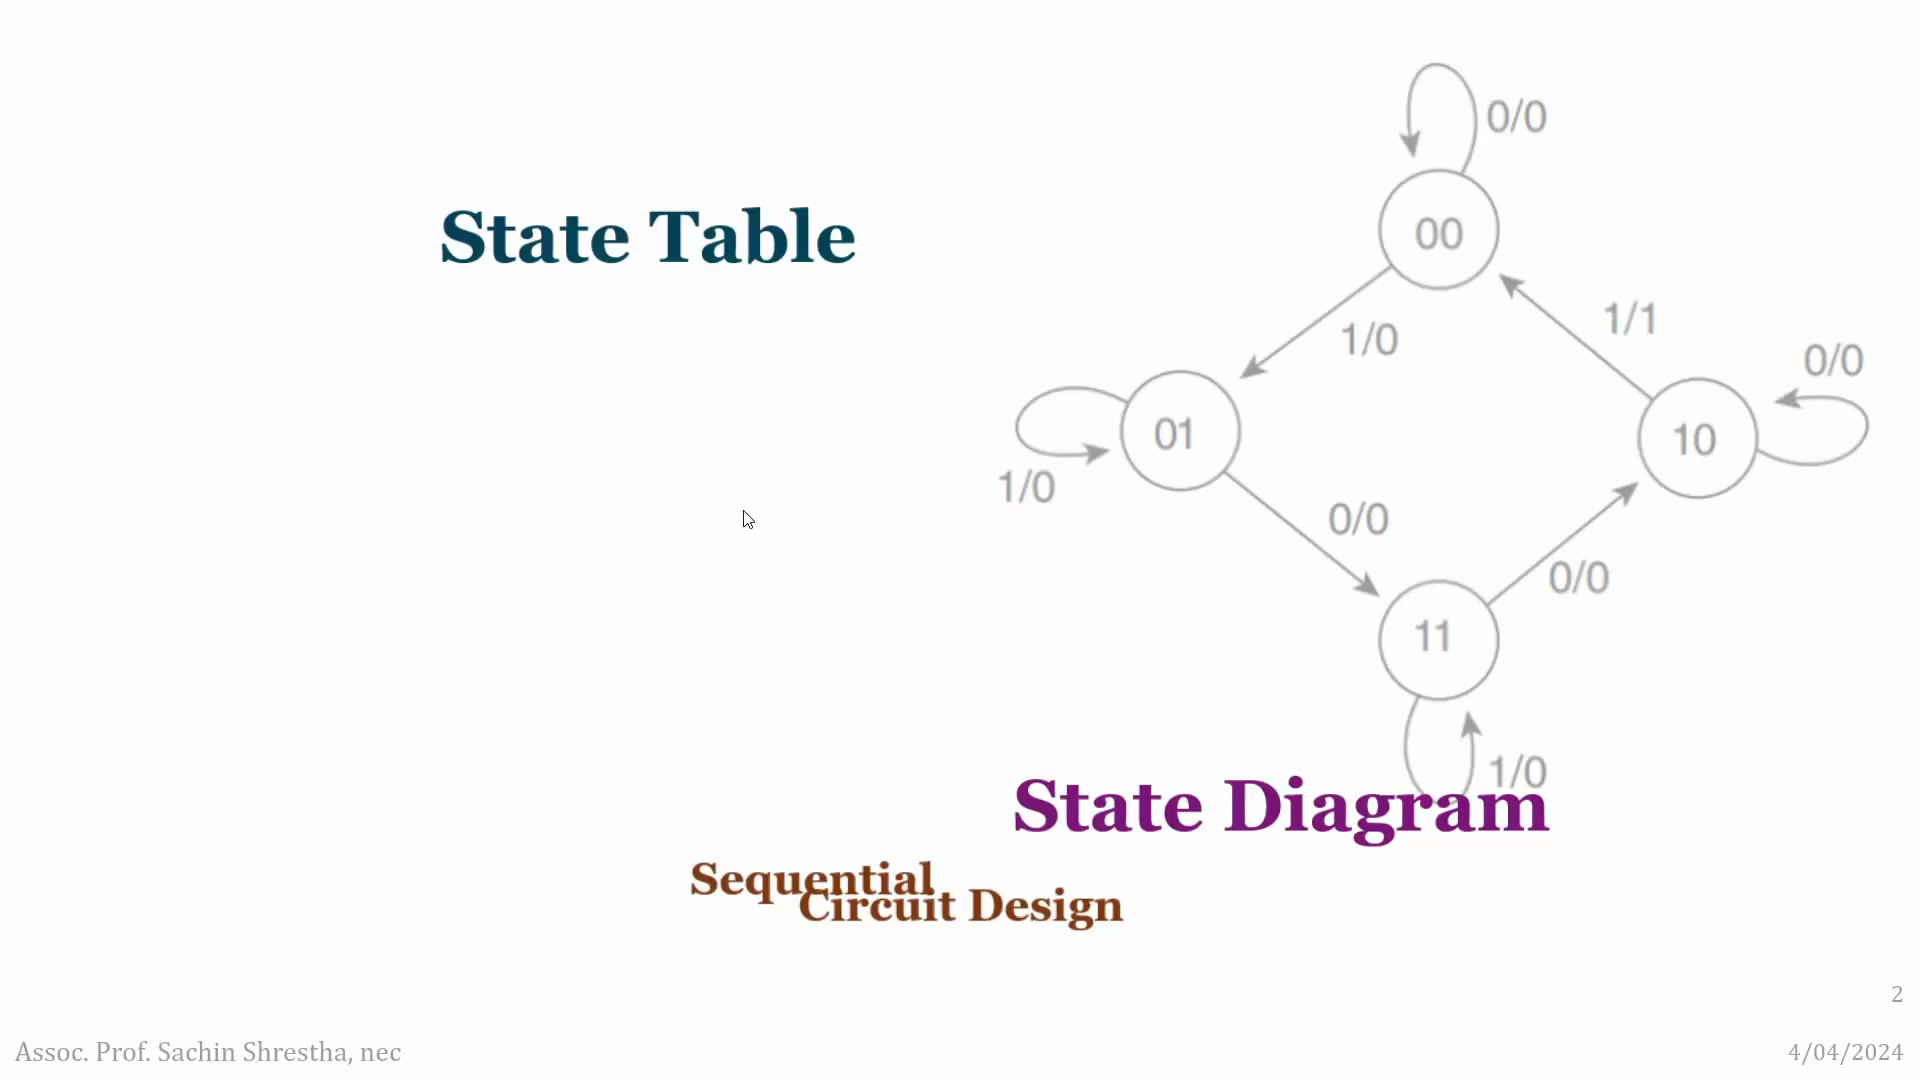 0/0
00
State Table
1/0
1/1
0/0
01
10
1/0
0/0
0/0
11
1/0
State Diagram
Sequential
Circuit Design
2
Assoc. Prof. Sachin Shrestha, nec
4/04/2024